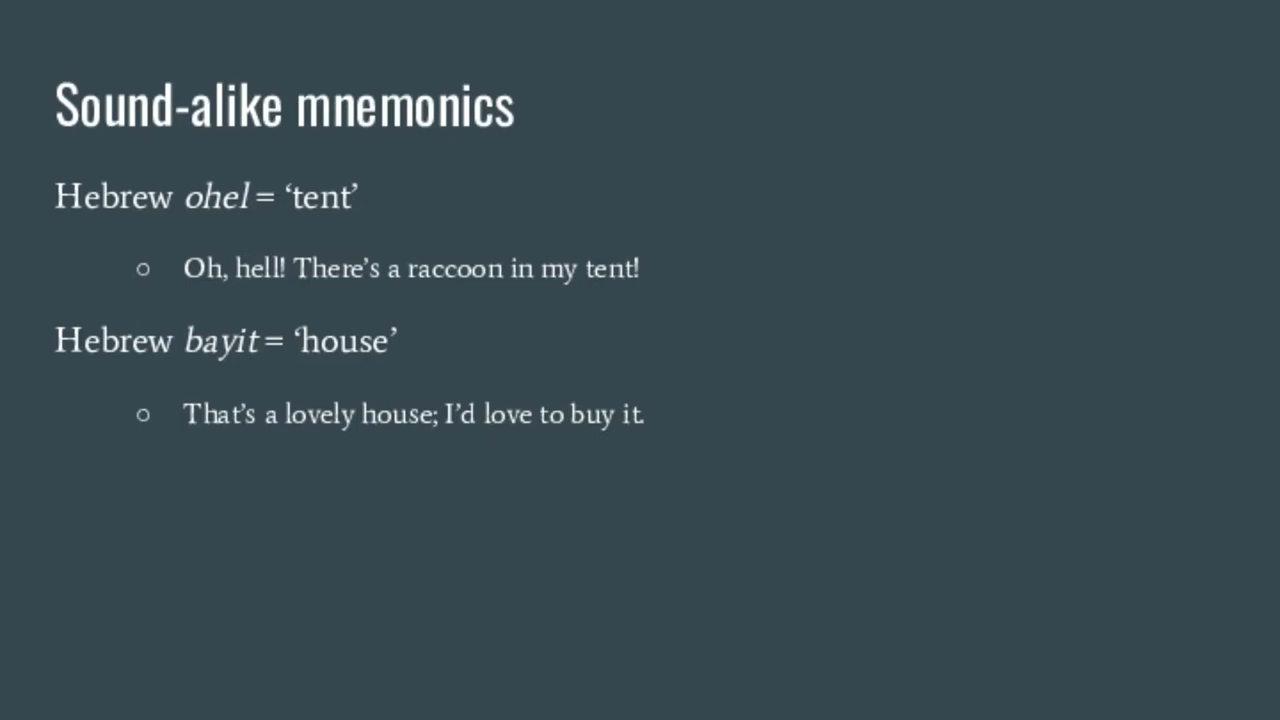 Sound-alike mnemonics
Hebrew ohel = ‘tent’
○ Oh, hell! There’s a raccoon in my tent!
Hebrew bayit = ‘house’
○ That’s a lovely house; I’d love to buy it.